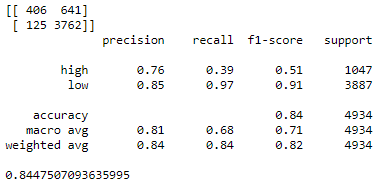 [[ 406 641]
[ 125 3762]]
precision recall f1-score support
high 0.76 0.39 0.51 1047
low 0.85 0.97 0.91 3887
accuracy 0.84 4934
macro avg 0.81 0.68 0.71 4934
weighted avg 0.84 0.84 0.82 4934
0.8447507093635995